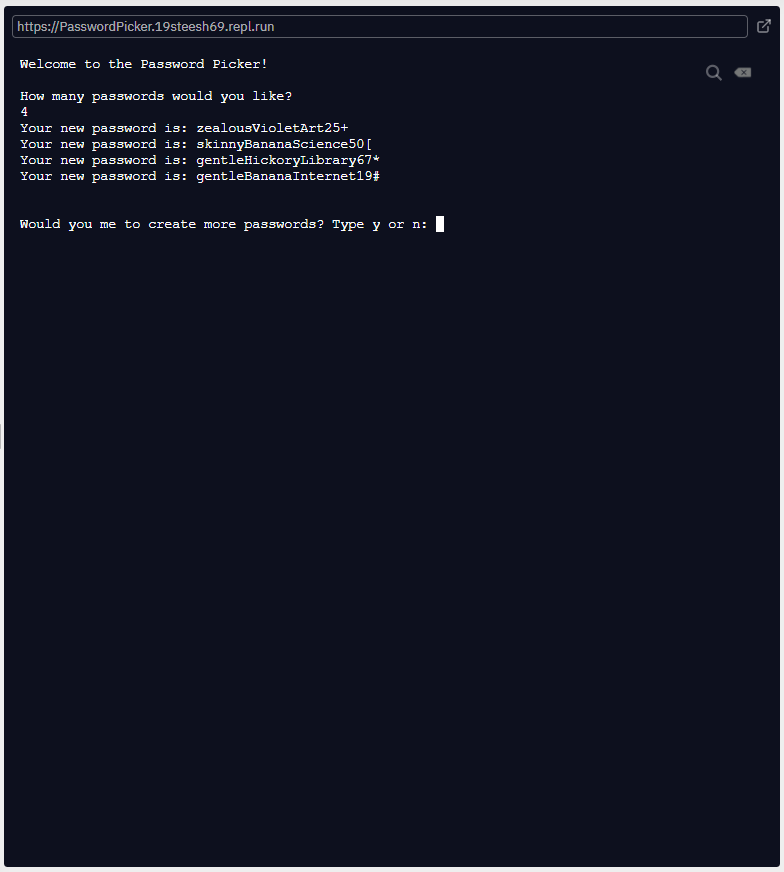 https://PasswordPicker.19steesh69.repl.run
Welcome to the Password Picker!
How many passwords would you like?
4
Your new password is: zealousVioletArt25+
Your new password is: skinnyBananaScience50[
Your new password is: gentleHickoryLibrary67*
Your new password is: gentleBananaInternet19#
Would you me to create more passwords? Type y or n: